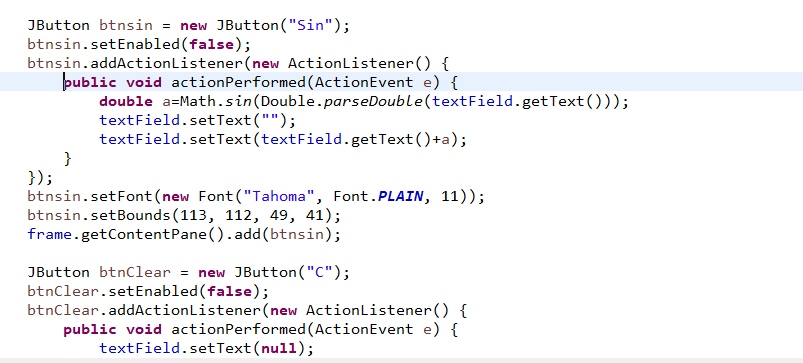 JButton btnsin = new JButton("Sin");
btnsin.setEnabled(false);
btnsin.addActionListener(new ActionListener() {
    public void actionPerformed(ActionEvent e) {
        double a=Math.sin(Double.parseDouble(textField.getText()));
        textField.setText("");
        textField.setText(textField.getText()+a);
    }
});
btnsin.setFont(new Font("Tahoma", Font.PLAIN, 11));
btnsin.setBounds(113, 112, 49, 41);
frame.getContentPane().add(btnsin);

JButton btnClear = new JButton("C");
btnClear.setEnabled(false);
btnClear.addActionListener(new ActionListener() {
    public void actionPerformed(ActionEvent e) {
        textField.setText(null);